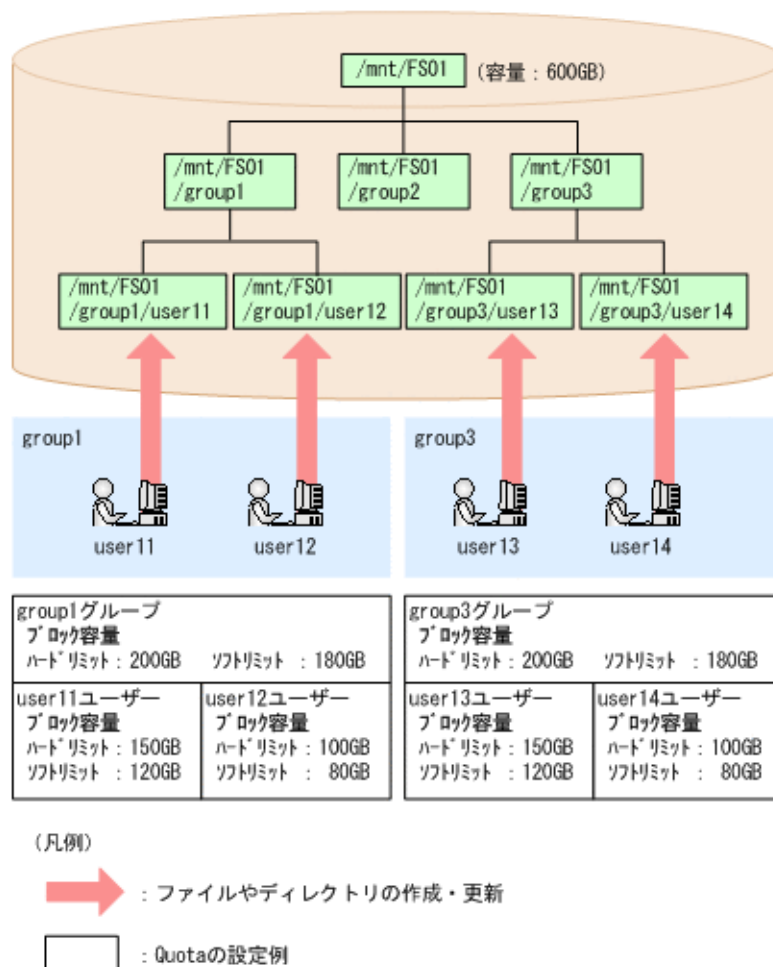 /mnt/FS01 (容量：600GB)
/mnt/FS01
/group1
/mnt/FS01
/group2
/mnt/FS01
/group3
/mnt/FS01
/group1/user11
/mnt/FS01
/group1/user12
/mnt/FS01
/group3/user13
/mnt/FS01
/group3/user14
group1
user11
user12
group3
user13
user14
group1グループ
ﾌﾞﾛｯｸ容量
ﾊｰﾄﾞﾘﾐｯﾄ：200GB ｿﾌﾄﾘﾐｯﾄ ：180GB
user11ユーザー
ﾌﾞﾛｯｸ容量
ﾊｰﾄﾞﾘﾐｯﾄ：150GB
ｿﾌﾄﾘﾐｯﾄ ：120GB
user12ユーザー
ﾌﾞﾛｯｸ容量
ﾊｰﾄﾞﾘﾐｯﾄ：100GB
ｿﾌﾄﾘﾐｯﾄ ： 80GB
group3グループ
ﾌﾞﾛｯｸ容量
ﾊｰﾄﾞﾘﾐｯﾄ：200GB ｿﾌﾄﾘﾐｯﾄ ：180GB
user13ユーザー
ﾌﾞﾛｯｸ容量
ﾊｰﾄﾞﾘﾐｯﾄ：150GB
ｿﾌﾄﾘﾐｯﾄ ：120GB
user14ユーザー
ﾌﾞﾛｯｸ容量
ﾊｰﾄﾞﾘﾐｯﾄ：100GB
ｿﾌﾄﾘﾐｯﾄ ： 80GB
（凡例）
：ファイルやディレクトリの作成・更新
：Quotaの設定例